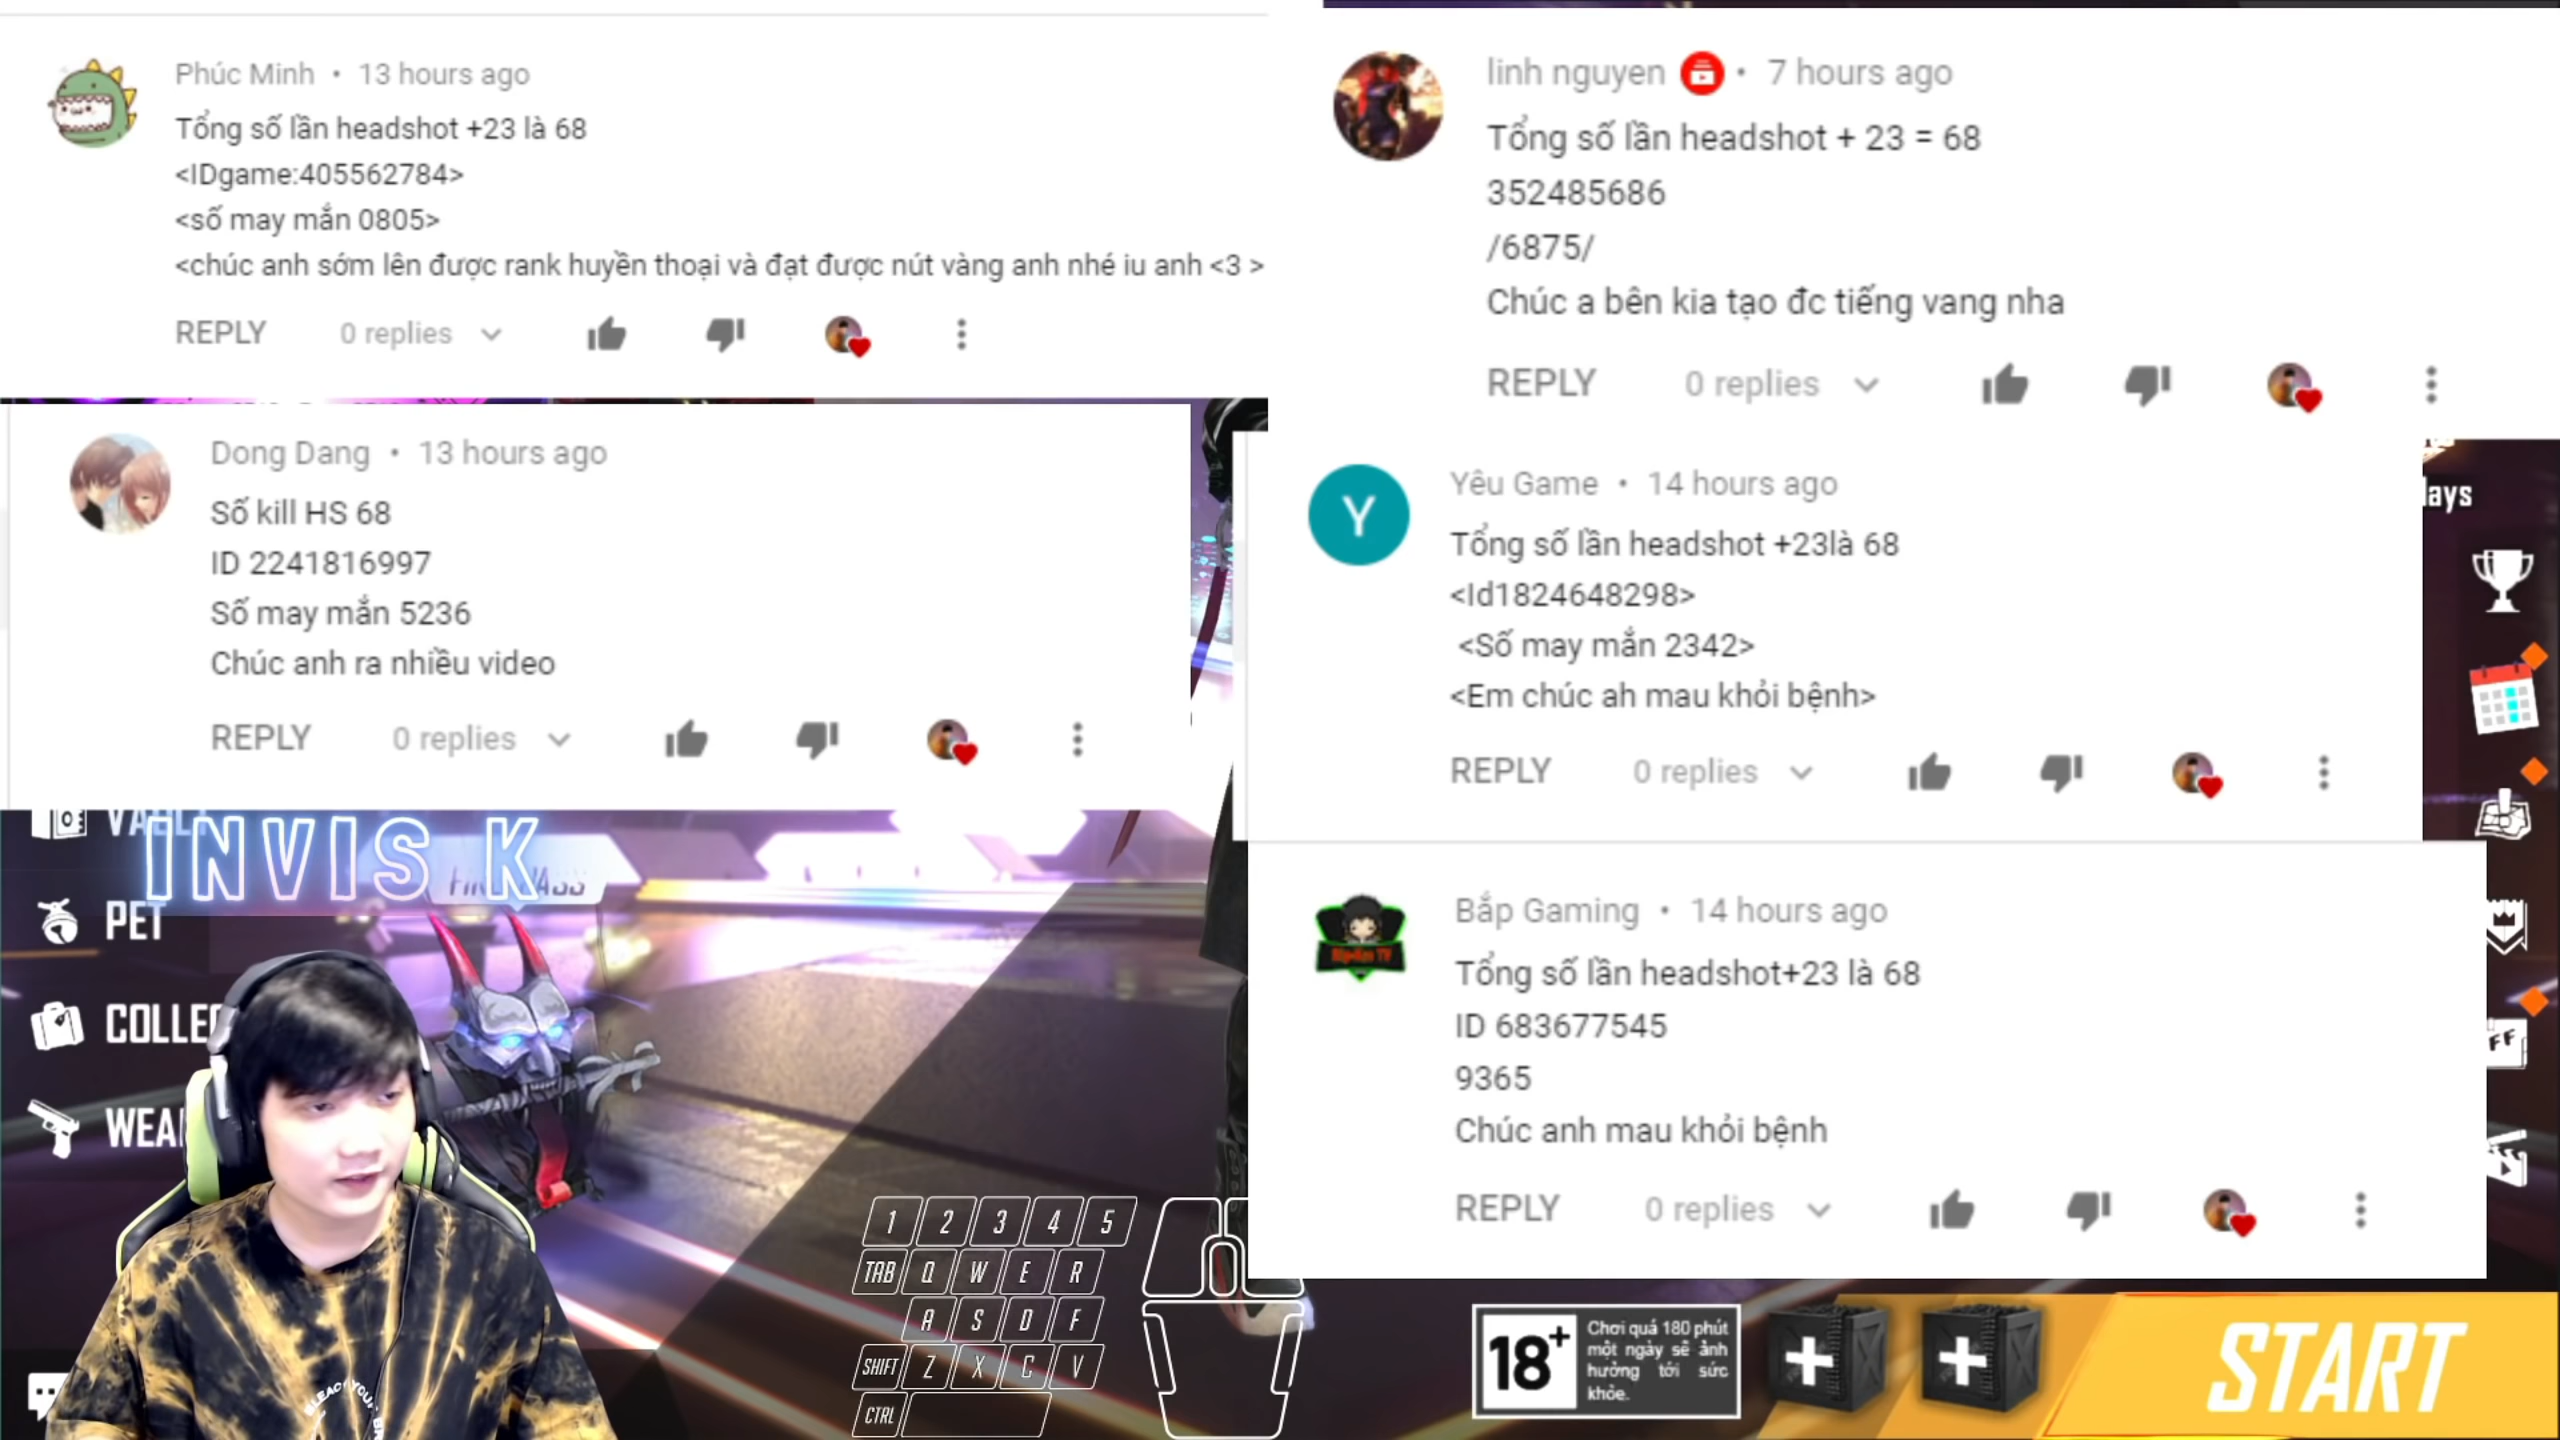 Phúc Minh • 13 hours ago
Tổng số lần headshot +23 là 68
<IDgame:405562784>
<số may mắn 0805>
<chúc anh sớm lên được rank huyền thoại và đạt được nút vàng anh nhé iu anh <3 >
REPLY 0 replies
linh nguyen • 7 hours ago
Tổng số lần headshot + 23 = 68
352485686
/6875/
Chúc a bên kia tạo đc tiếng vang nha
REPLY 0 replies
Dong Dang • 13 hours ago
Số kill HS 68
ID 2241816997
Số may mắn 5236
Chúc anh ra nhiều video
REPLY 0 replies
Yêu Game • 14 hours ago
Y
Tổng số lần headshot +23là 68
<Id1824648298>
<Số may mắn 2342>
<Em chúc ah mau khỏi bệnh>
REPLY 0 replies
Bắp Gaming • 14 hours ago
Tổng số lần headshot+23 là 68
ID 683677545
9365
Chúc anh mau khỏi bệnh
REPLY 0 replies
lays
VAULT
INVIS K
PET
COLLE
WEA
FF
1 2 3 4 5
TAB Q W E R
A S D F
SHIFT Z X C V
CTRL
18+
Chơi quá 180 phút
một ngày sẽ ảnh
hưởng tới sức
khỏe.
START